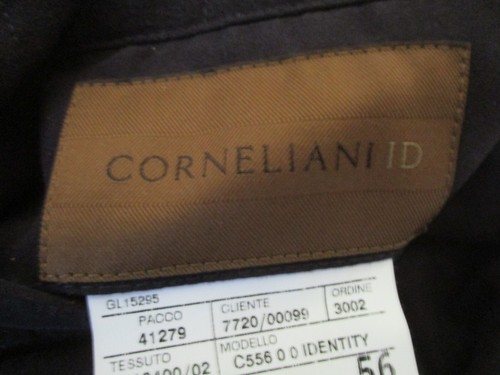 CORNELIANI ID
GL15295
PACCO CLIENTE ORDINE
41279 7720/00099 3002
TESSUTO MODELLO
C556 0 0 IDENTITY
56